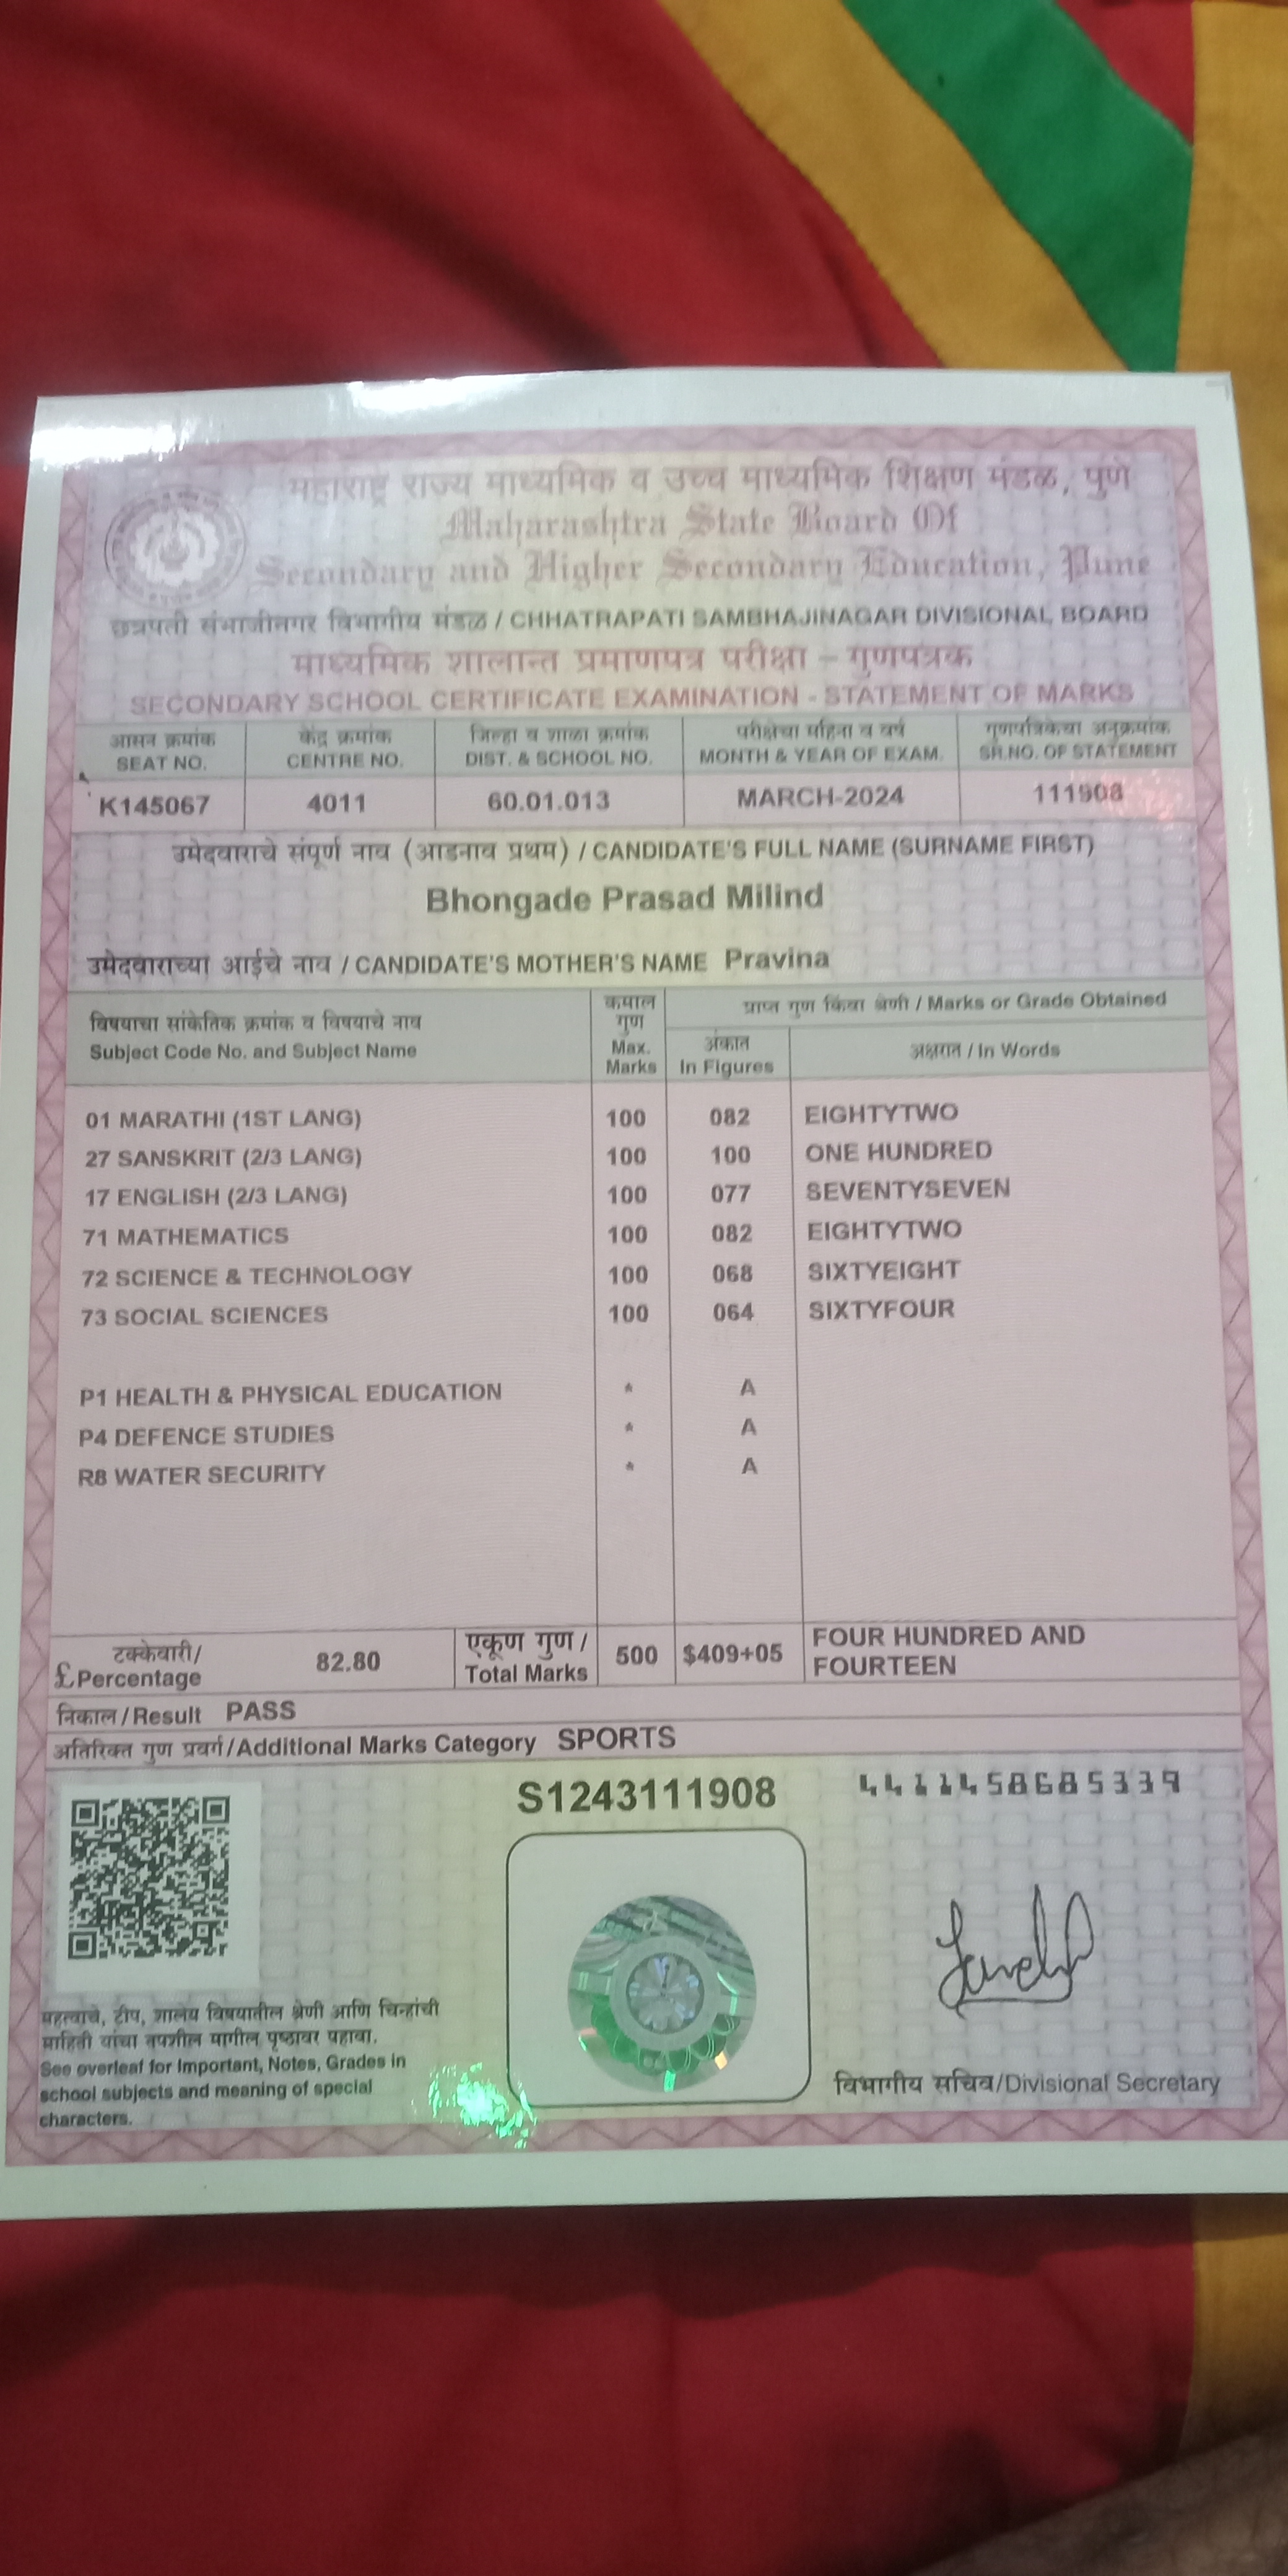 महाराष्ट्र राज्य माध्यमिक व उच्च माध्यमिक शिक्षण मंडळ, पुणे
Maharashtra State Board Of
Secondary and Higher Secondary Education, Pune
छत्रपती संभाजीनगर विभागीय मंडळ / CHHATRAPATI SAMBHAJINAGAR DIVISIONAL BOARD
माध्यमिक शालान्त प्रमाणपत्र परीक्षा – गुणपत्रक
SECONDARY SCHOOL CERTIFICATE EXAMINATION - STATEMENT OF MARKS
आसन क्रमांक केंद्र क्रमांक जिल्हा व शाळा क्रमांक परीक्षेचा महिना व वर्ष गुणपत्रिकेचा अनुक्रमांक
SEAT NO. CENTRE NO. DIST. & SCHOOL NO. MONTH & YEAR OF EXAM. SR.NO. OF STATEMENT
K145067 4011 60.01.013 MARCH-2024 111908
उमेदवाराचे संपूर्ण नाव (आडनाव प्रथम) / CANDIDATE'S FULL NAME (SURNAME FIRST)
Bhongade Prasad Milind
उमेदवाराच्या आईचे नाव / CANDIDATE'S MOTHER'S NAME Pravina
विषयाचा सांकेतिक क्रमांक व विषयाचे नाव
Subject Code No. and Subject Name
कमाल
गुण
Max.
Marks
प्राप्त गुण किंवा श्रेणी / Marks or Grade Obtained
अंकात
In Figures
अक्षरात / In Words
01 MARATHI (1ST LANG) 100 082 EIGHTYTWO
27 SANSKRIT (2/3 LANG) 100 100 ONE HUNDRED
17 ENGLISH (2/3 LANG) 100 077 SEVENTYSEVEN
71 MATHEMATICS 100 082 EIGHTYTWO
72 SCIENCE & TECHNOLOGY 100 068 SIXTYEIGHT
73 SOCIAL SCIENCES 100 064 SIXTYFOUR
P1 HEALTH & PHYSICAL EDUCATION * A
P4 DEFENCE STUDIES * A
R8 WATER SECURITY * A
टक्केवारी/
£ Percentage
82.80
एकूण गुण /
Total Marks
500 $409+05
FOUR HUNDRED AND
FOURTEEN
निकाल/Result PASS
अतिरिक्त गुण प्रवर्ग/Additional Marks Category SPORTS
S1243111908
4411458685339
महत्वाचे, टीप, शालेय विषयातील श्रेणी आणि चिन्हांची
माहिती यांचा तपशील मागील पृष्ठावर पहावा.
See overleaf for Important, Notes, Grades in
school subjects and meaning of special
characters.
विभागीय सचिव/Divisional Secretary